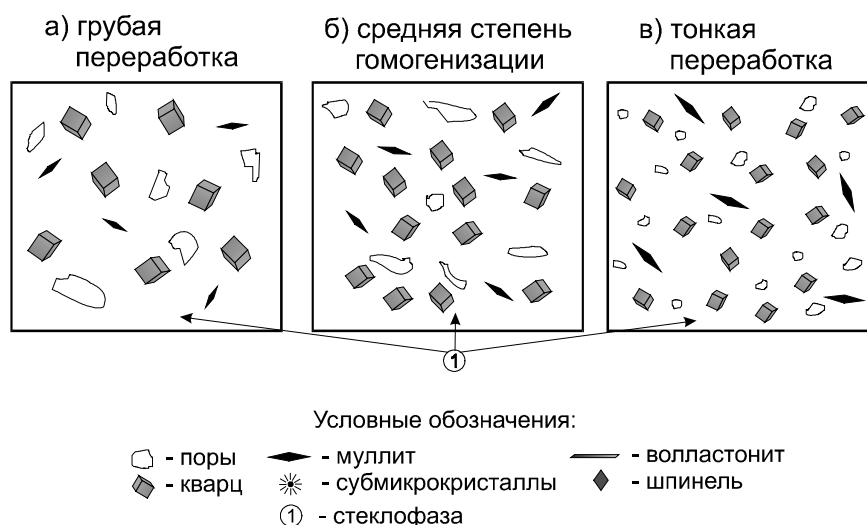 а) грубая
переработка
б) средняя степень
гомогенизации
в) тонкая
переработка
1
Условные обозначения:
- поры
- муллит
- волластонит
- кварц
- субмикрокристаллы
- шпинель
1 - стеклофаза